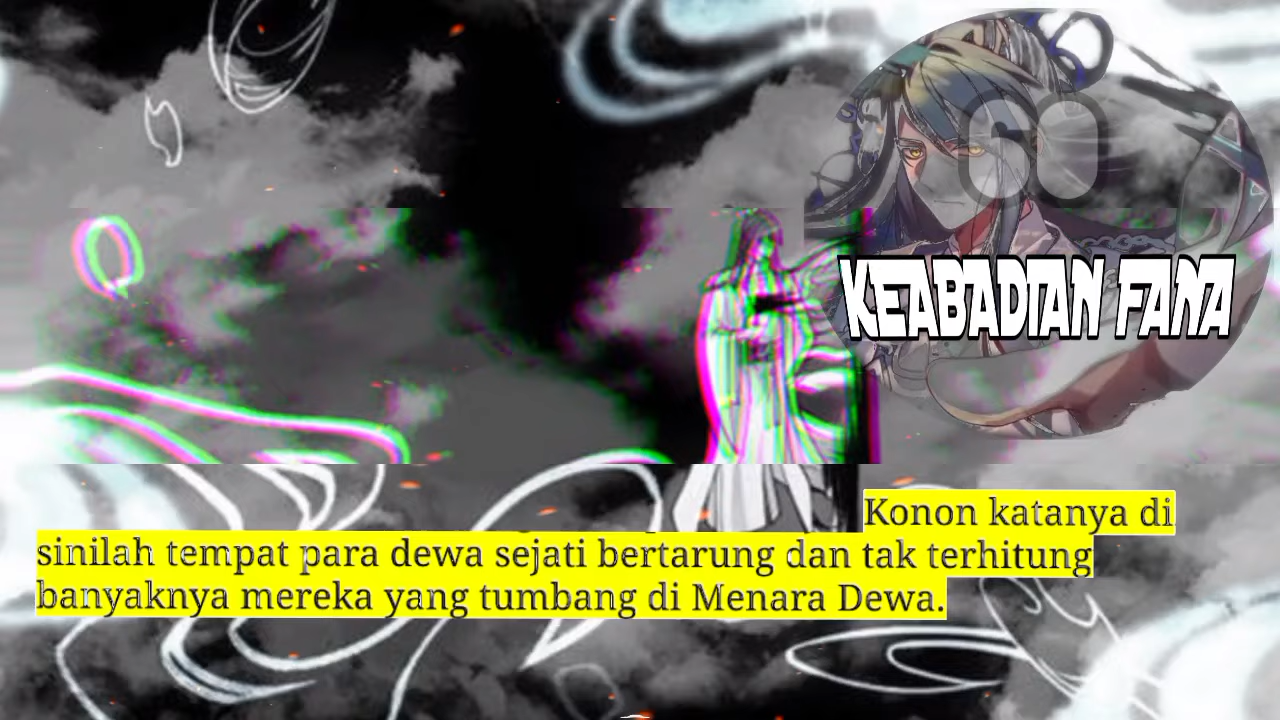 KEABADIAN FANA
Konon katanya di
sinilah tempat para dewa sejati bertarung dan tak terhitung
banyaknya mereka yang tumbang di Menara Dewa.